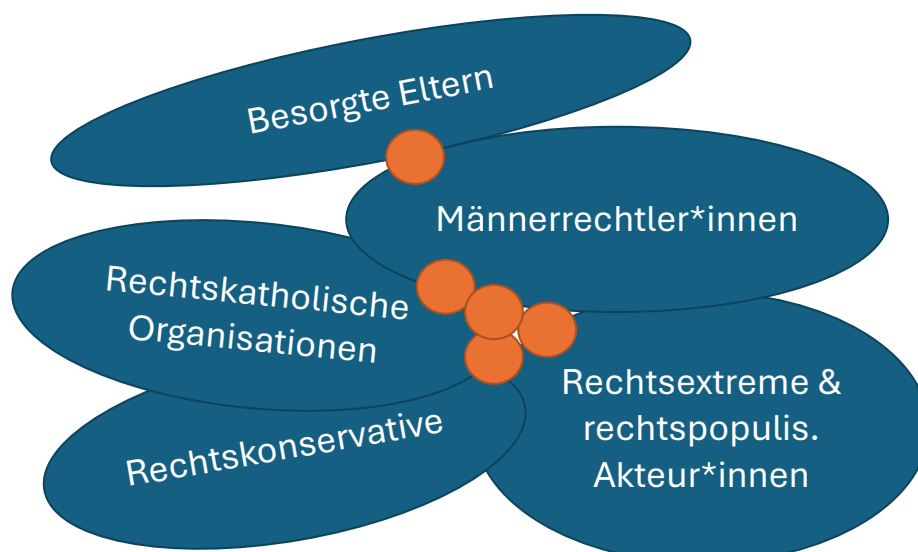 Besorgte Eltern
Männerrechtler*innen
Rechtskatholische
Organisationen
Rechtskonservative
Rechtsextreme &
rechtspopulis.
Akteur*innen